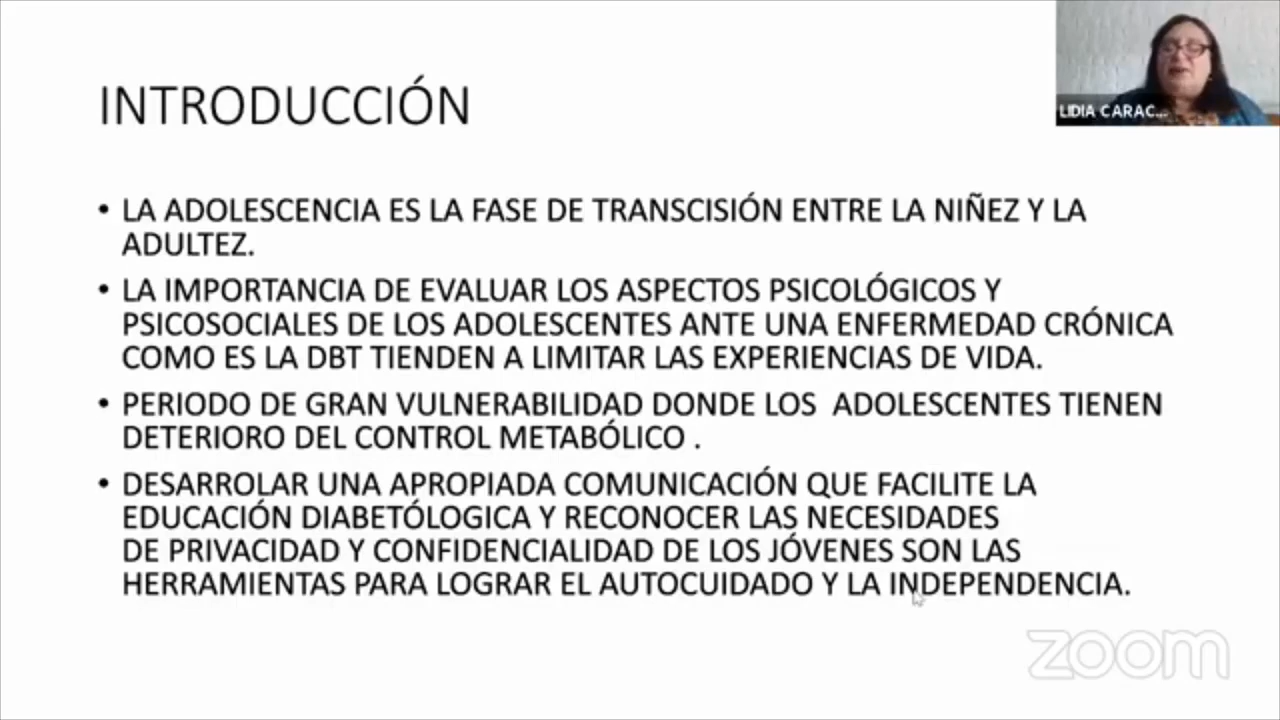 INTRODUCCIÓN
LIDIA CARAC...
• LA ADOLESCENCIA ES LA FASE DE TRANSCISIÓN ENTRE LA NIÑEZ Y LA
ADULTEZ.
• LA IMPORTANCIA DE EVALUAR LOS ASPECTOS PSICOLÓGICOS Y
PSICOSOCIALES DE LOS ADOLESCENTES ANTE UNA ENFERMEDAD CRÓNICA
COMO ES LA DBT TIENDEN A LIMITAR LAS EXPERIENCIAS DE VIDA.
• PERIODO DE GRAN VULNERABILIDAD DONDE LOS  ADOLESCENTES TIENEN
DETERIORO DEL CONTROL METABÓLICO .
• DESARROLAR UNA APROPIADA COMUNICACIÓN QUE FACILITE LA
EDUCACIÓN DIABETÓLOGICA Y RECONOCER LAS NECESIDADES
DE PRIVACIDAD Y CONFIDENCIALIDAD DE LOS JÓVENES SON LAS
HERRAMIENTAS PARA LOGRAR EL AUTOCUIDADO Y LA INDEPENDENCIA.
zoom